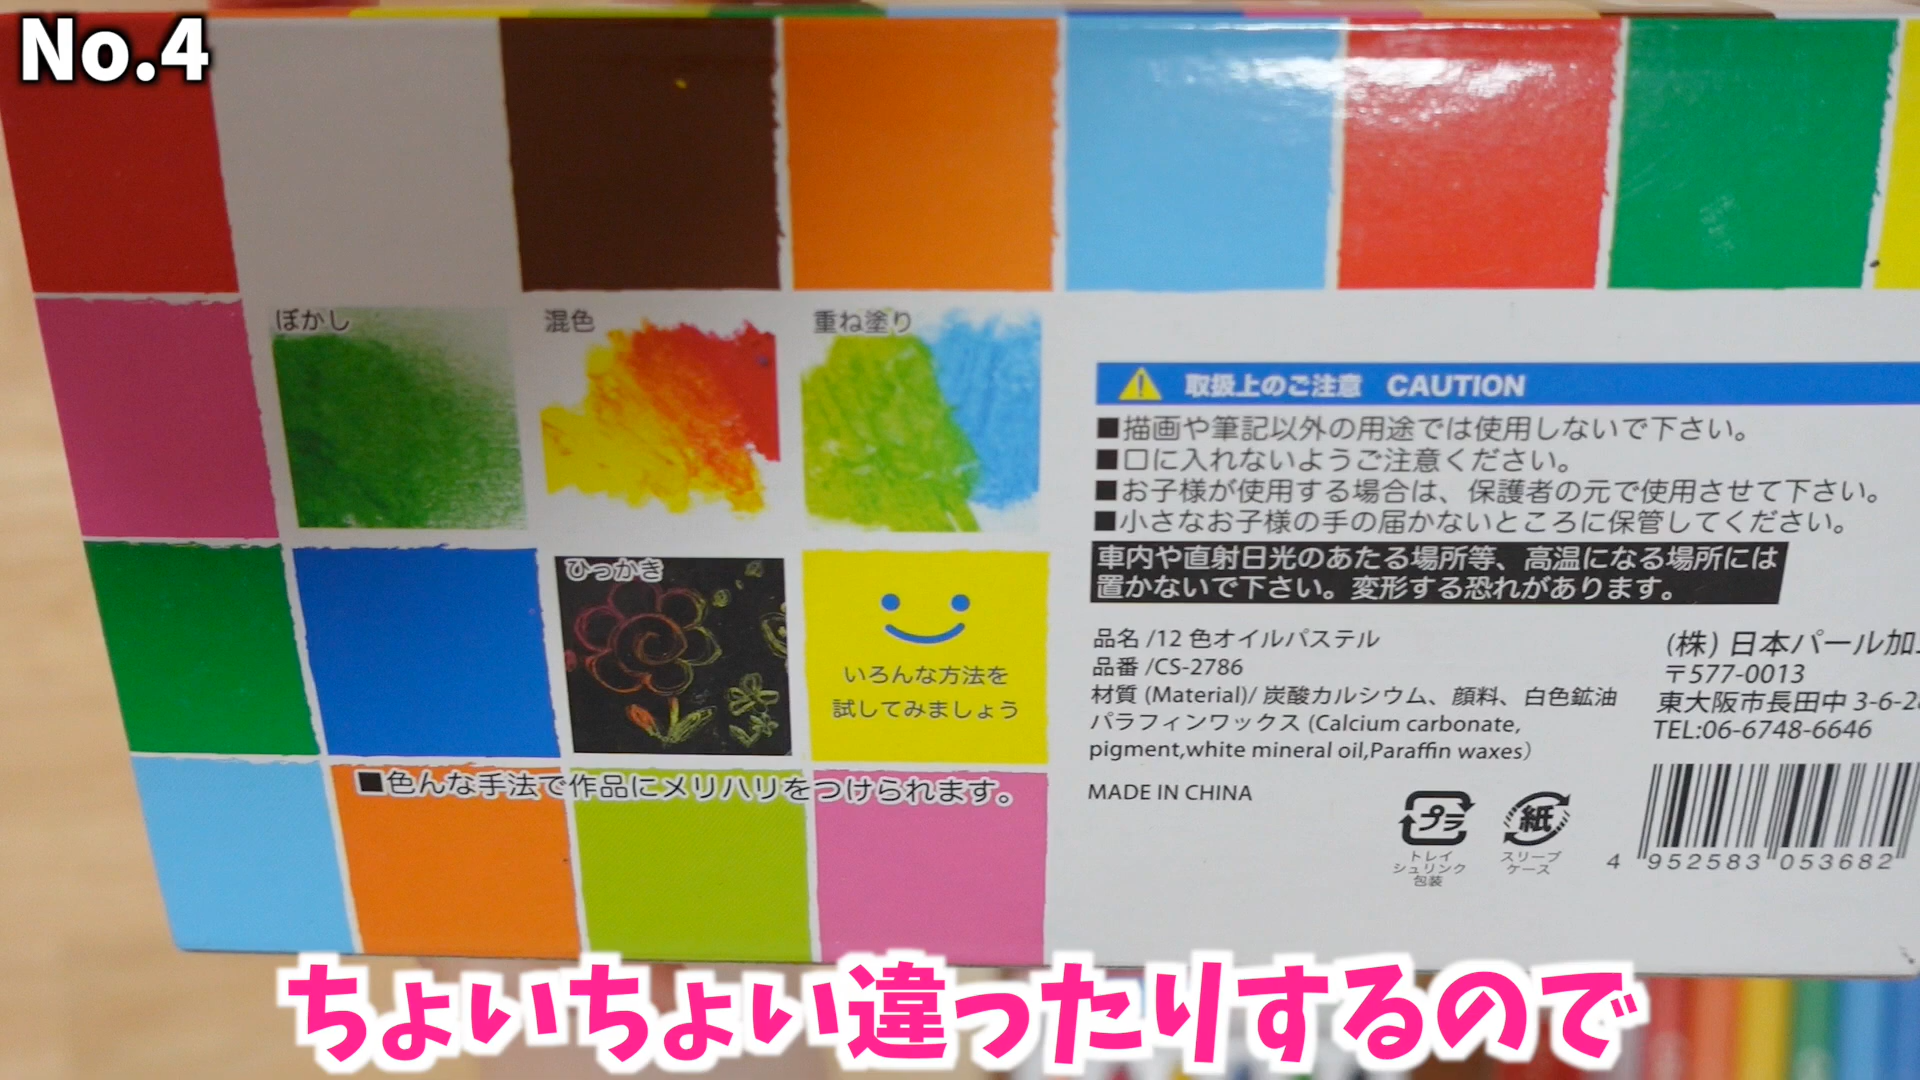 No.4
ぼかし
混色
重ね塗り
ひっかき
いろんな方法を
試してみましょう
■色んな手法で作品にメリハリをつけられます。
取扱上のご注意 CAUTION
■描画や筆記以外の用途では使用しないで下さい。
■口に入れないようご注意ください。
■お子様が使用する場合は、保護者の元で使用させて下さい。
■小さなお子様の手の届かないところに保管してください。
車内や直射日光のあたる場所等、高温になる場所には
置かないで下さい。変形する恐れがあります。
品名 /12 色オイルパステル
品番 /CS-2786
材質 (Material)/ 炭酸カルシウム、顔料、白色鉱油
パラフィンワックス (Calcium carbonate,
pigment,white mineral oil,Paraffin waxes)
MADE IN CHINA
(株) 日本パール加
〒577-0013
東大阪市長田中 3-6-2
TEL:06-6748-6646
プラ
トレイ
シュリンク
包装
紙
スリーブ
ケース
4 952583 053682
ちょいちょい違ったりするので